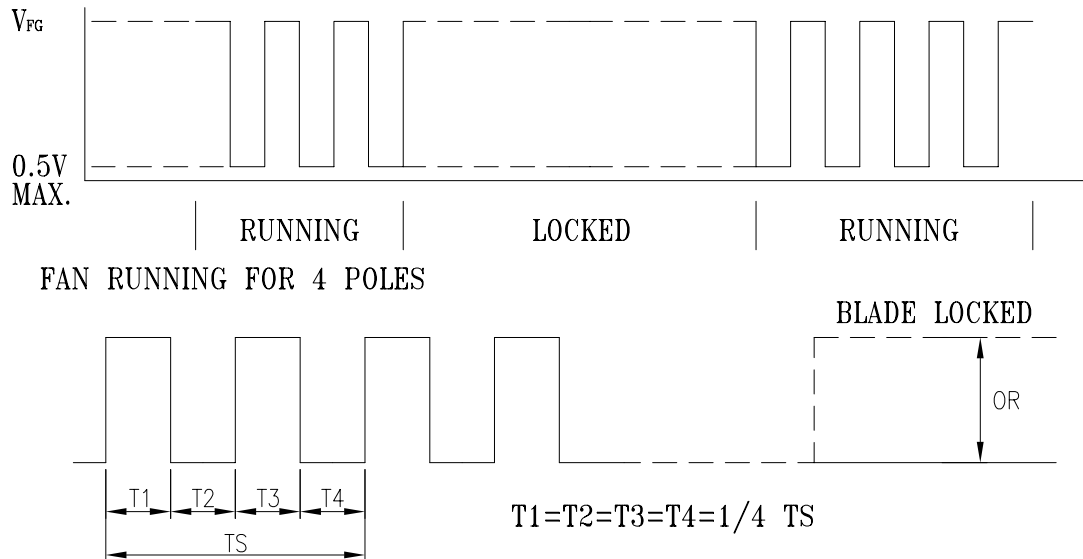 VFG
0.5V
MAX.
RUNNING LOCKED RUNNING
FAN RUNNING FOR 4 POLES
BLADE LOCKED
OR
T1 T2 T3 T4
T1=T2=T3=T4=1/4 TS
TS